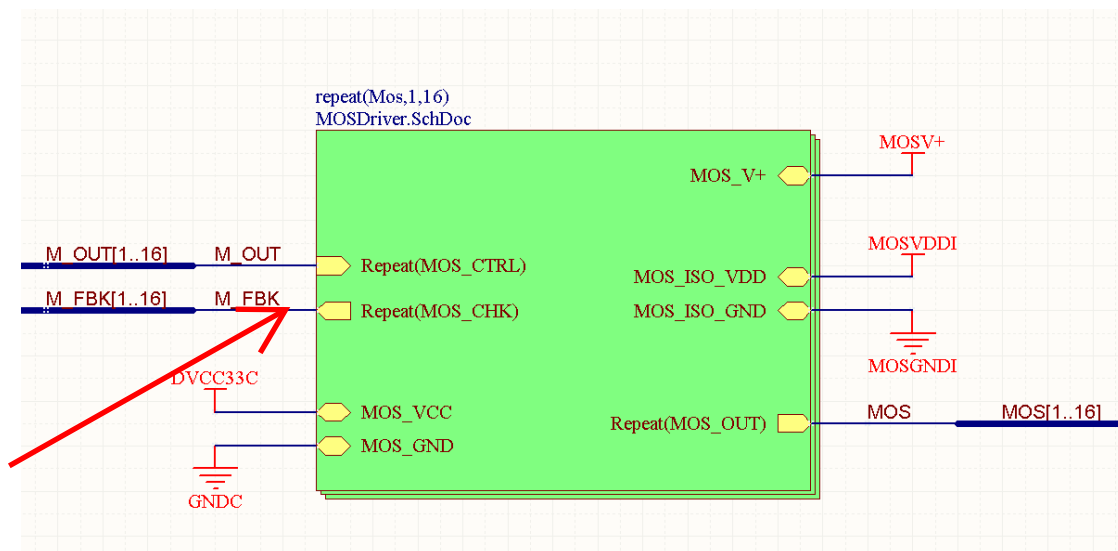 repeat(Mos,1,16)
MOSDriver.SchDoc
MOSV+
MOS_V+
M_OUT[1..16] M_OUT
Repeat(MOS_CTRL)
MOSVDDI
MOS_ISO_VDD
M_FBK[1..16] M_FBK
Repeat(MOS_CHK)
MOS_ISO_GND
MOSGNDI
DVCC33C
MOS_VCC
Repeat(MOS_OUT)
MOS MOS[1..16]
MOS_GND
GNDC